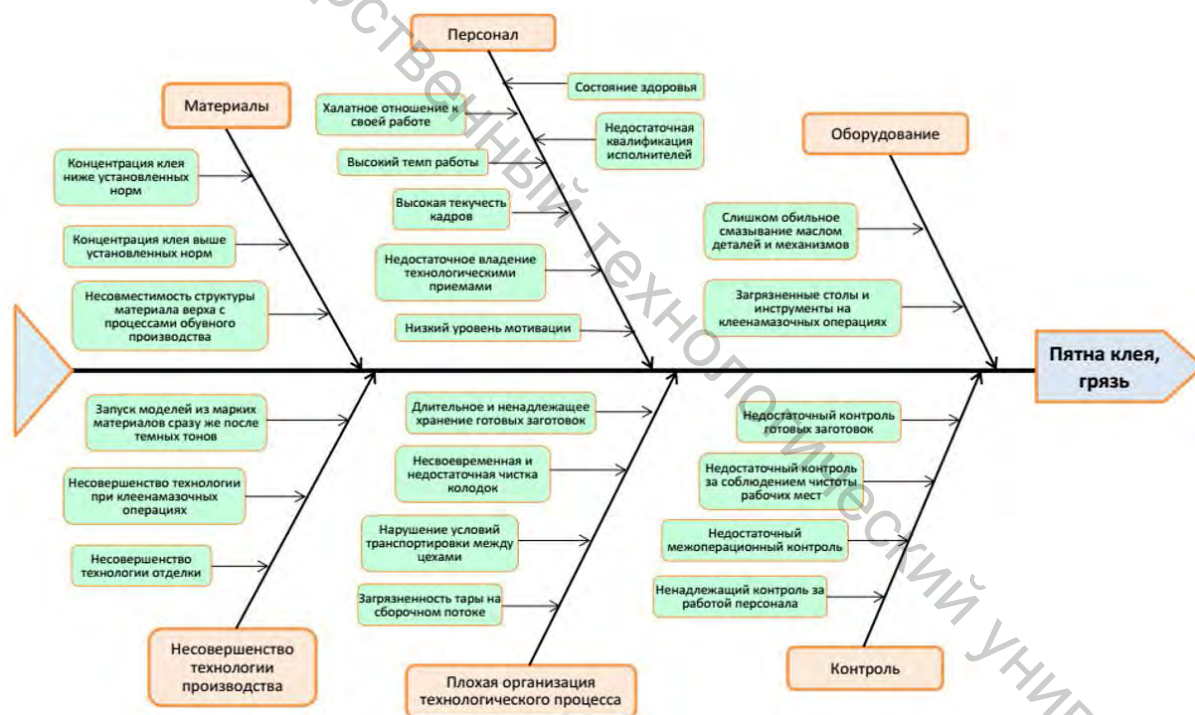 Персонал
Материалы
Оборудование
Состояние здоровья
Халатное отношение к
своей работе
Недостаточная
квалификация
исполнителей
Высокий темп работы
Высокая текучесть
кадров
Недостаточное владение
технологическими
приемами
Низкий уровень мотивации
Концентрация клея
ниже установленных
норм
Концентрация клея выше
установленных норм
Несовместимость структуры
материала верха с
процессами обувного
производства
Слишком обильное
смазывание маслом
деталей и механизмов
Загрязненные столы и
инструменты на
клеенамазочных операциях
Пятна клея,
грязь
Запуск моделей из марких
материалов сразу же после
темных тонов
Несовершенство технологии
при клеенамазочных
операциях
Несовершенство
технологии отделки
Несовершенство
технологии
производства
Длительное и ненадлежащее
хранение готовых заготовок
Несвоевременная и
недостаточная чистка
колодок
Нарушение условий
транспортировки между
цехами
Загрязненность тары на
сборочном потоке
Плохая организация
технологического процесса
Недостаточный контроль
готовых заготовок
Недостаточный контроль
за соблюдением чистоты
рабочих мест
Недостаточный
межоперационный контроль
Ненадлежащий контроль за
работой персонала
Контроль
технологический